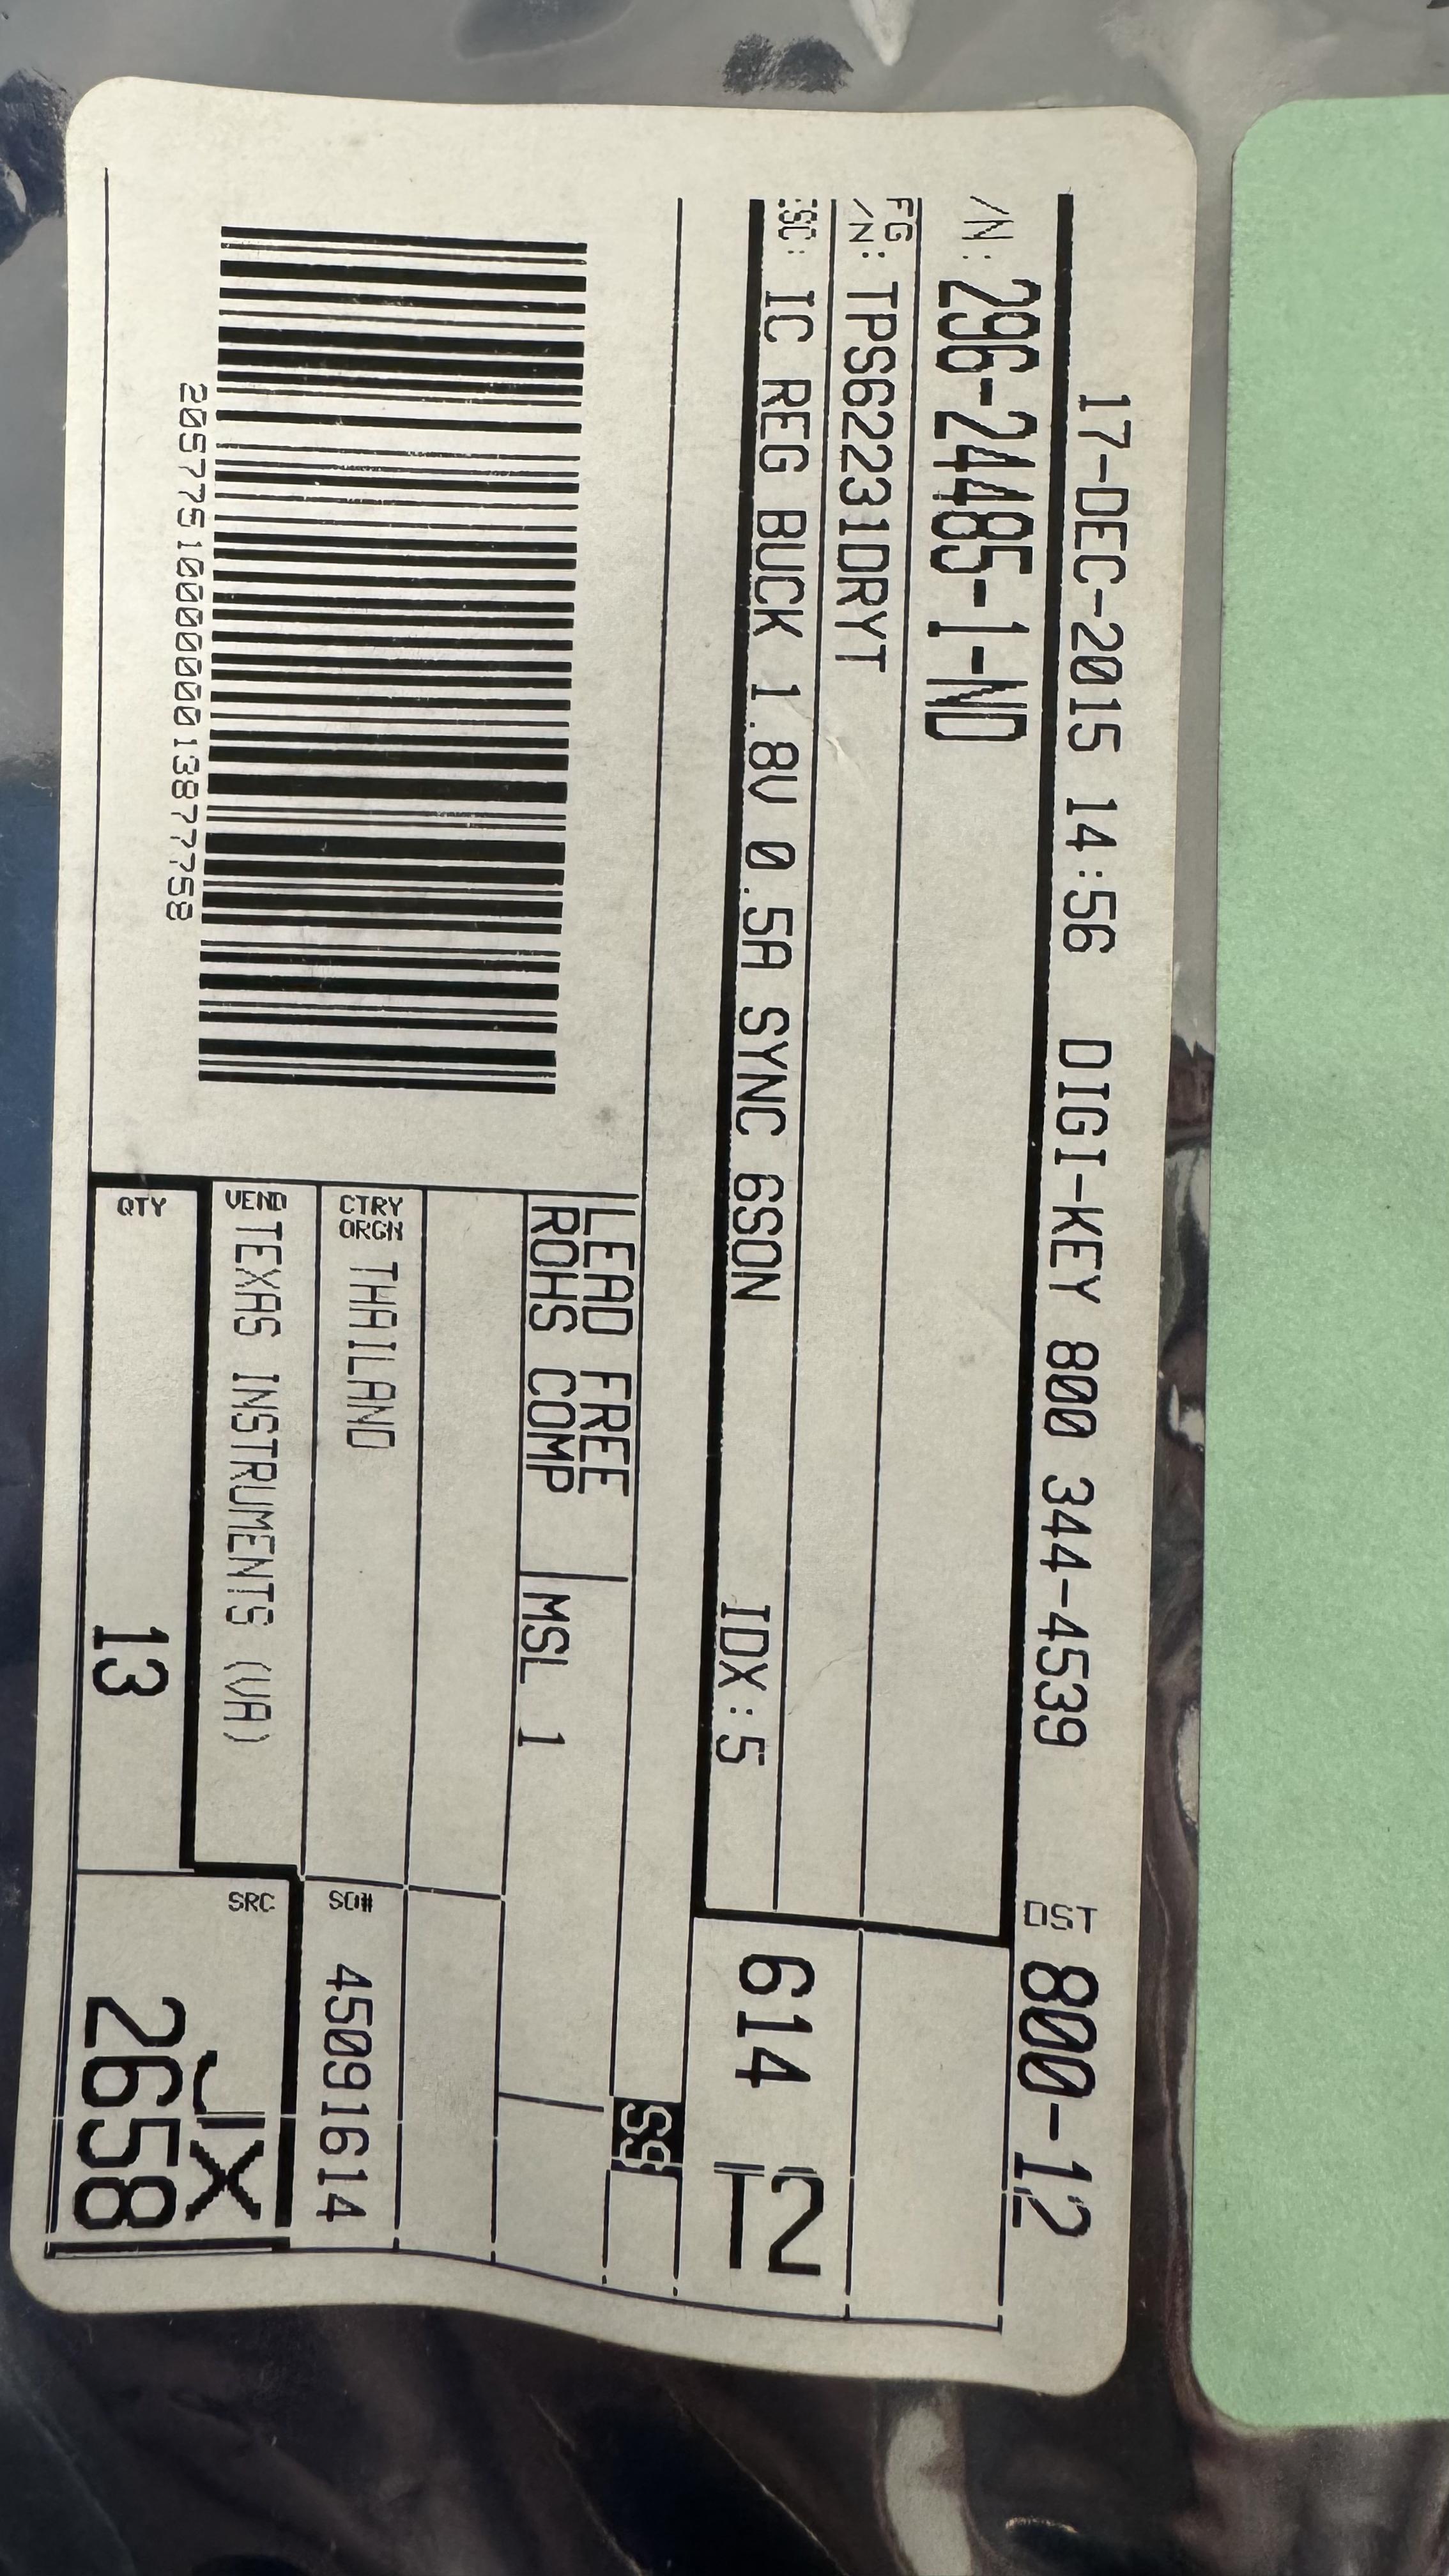 17-DEC-2015 14:56 DIGI-KEY 800 344-4539 DST 800-12
/N: 296-24485-1-ND
FG
/N: TPS62231DRYT
SC: IC REG BUCK 1.8V 0.5A SYNC 6SON IDX:5
614 T2
SG
LEAD FREE
ROHS COMP
MSL 1
CTRY
ORGN THAILAND
SO# 45091614
VEND TEXAS INSTRUMENTS (VA)
QTY 13
SRC JX
2658